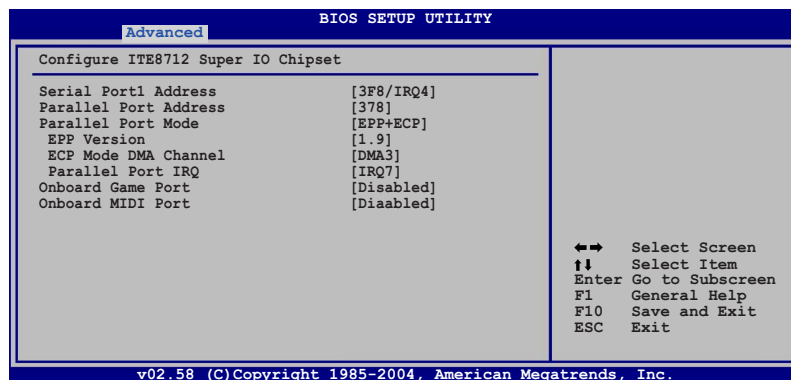 BIOS SETUP UTILITY
Advanced
Configure ITE8712 Super IO Chipset
Serial Port1 Address [3F8/IRQ4]
Parallel Port Address [378]
Parallel Port Mode [EPP+ECP]
EPP Version [1.9]
ECP Mode DMA Channel [DMA3]
Parallel Port IRQ [IRQ7]
Onboard Game Port [Disabled]
Onboard MIDI Port [Diaabled]
←→ Select Screen
↑↓ Select Item
Enter Go to Subscreen
F1 General Help
F10 Save and Exit
ESC Exit
v02.58 (C)Copyright 1985-2004, American Megatrends, Inc.